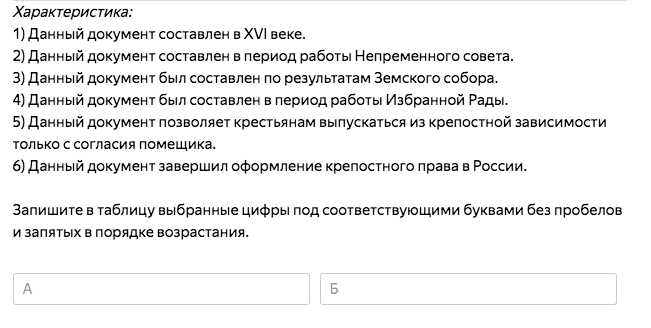 Характеристика:
1) Данный документ составлен в XVI веке.
2) Данный документ составлен в период работы Непременного совета.
3) Данный документ был составлен по результатам Земского собора.
4) Данный документ был составлен в период работы Избранной Рады.
5) Данный документ позволяет крестьянам выпускаться из крепостной зависимости
только с согласия помещика.
6) Данный документ завершил оформление крепостного права в России.
Запишите в таблицу выбранные цифры под соответствующими буквами без пробелов
и запятых в порядке возрастания.
А
Б